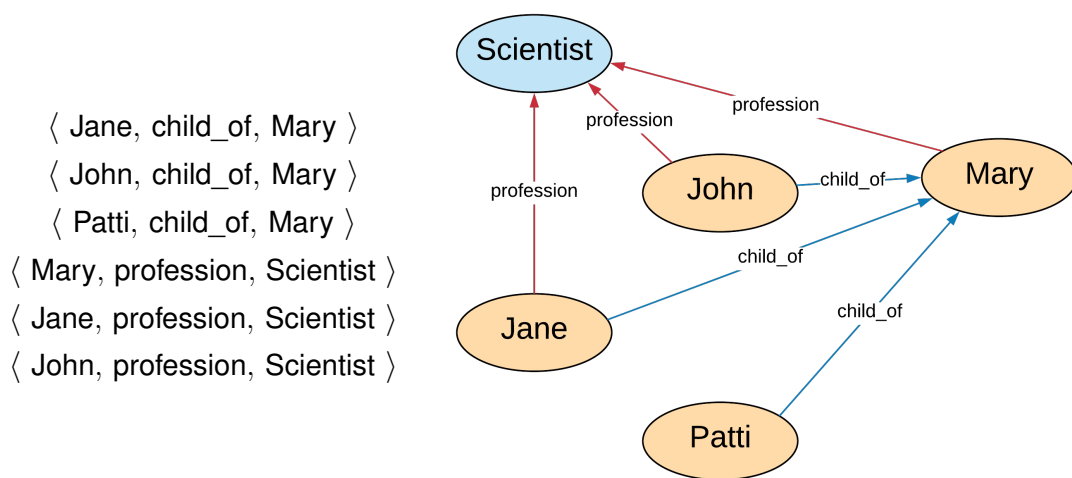 ⟨ Jane, child_of, Mary ⟩
⟨ John, child_of, Mary ⟩
⟨ Patti, child_of, Mary ⟩
⟨ Mary, profession, Scientist ⟩
⟨ Jane, profession, Scientist ⟩
⟨ John, profession, Scientist ⟩
Scientist
profession
profession
profession
John
child_of
Mary
child_of
Jane
child_of
Patti